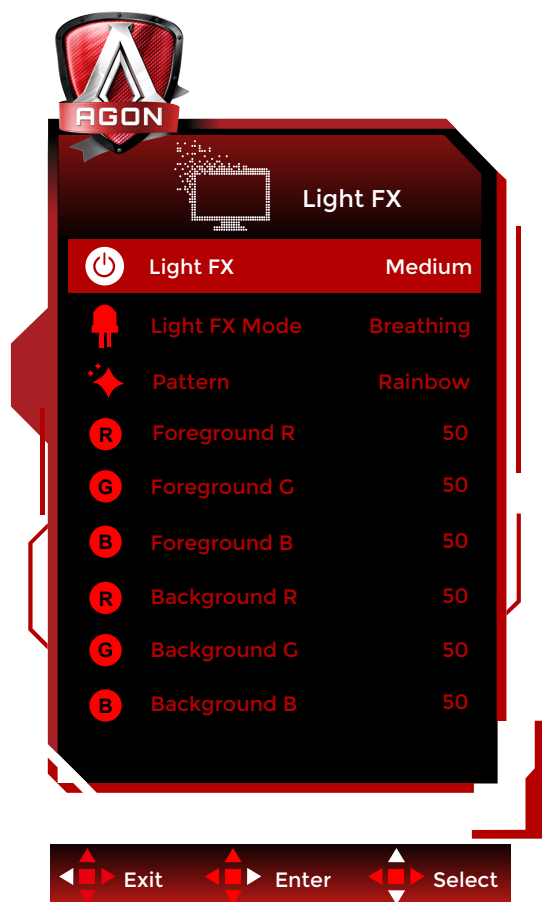 AGON
Light FX
Light FX Medium
Light FX Mode Breathing
Pattern Rainbow
R Foreground R 50
G Foreground G 50
B Foreground B 50
R Background R 50
G Background G 50
B Background B 50
Exit Enter Select